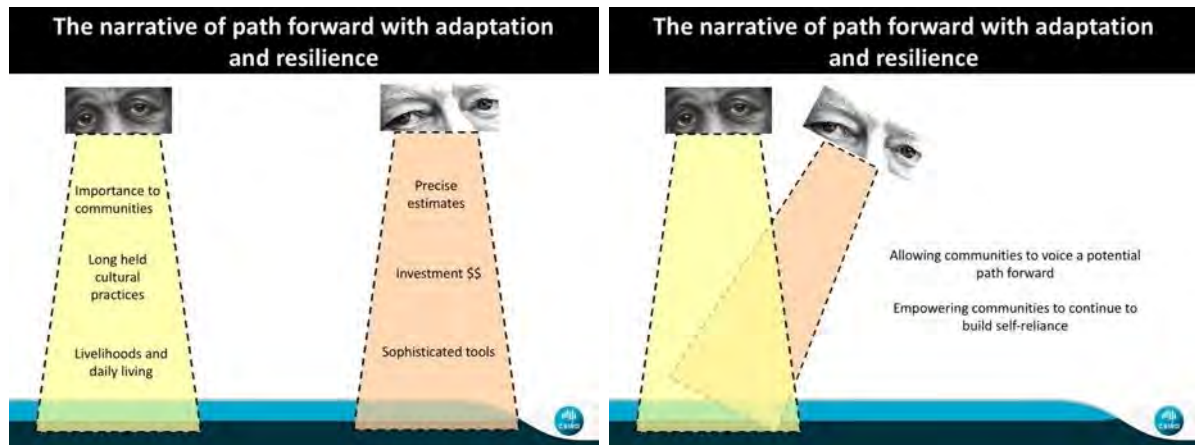 The narrative of path forward with adaptation
and resilience
Importance to
communities
Long held
cultural
practices
Livelihoods and
daily living
Precise
estimates
Investment $$
Sophisticated tools
CSIRO
The narrative of path forward with adaptation
and resilience
Allowing communities to voice a potential
path forward
Empowering communities to continue to
build self-reliance
CSIRO